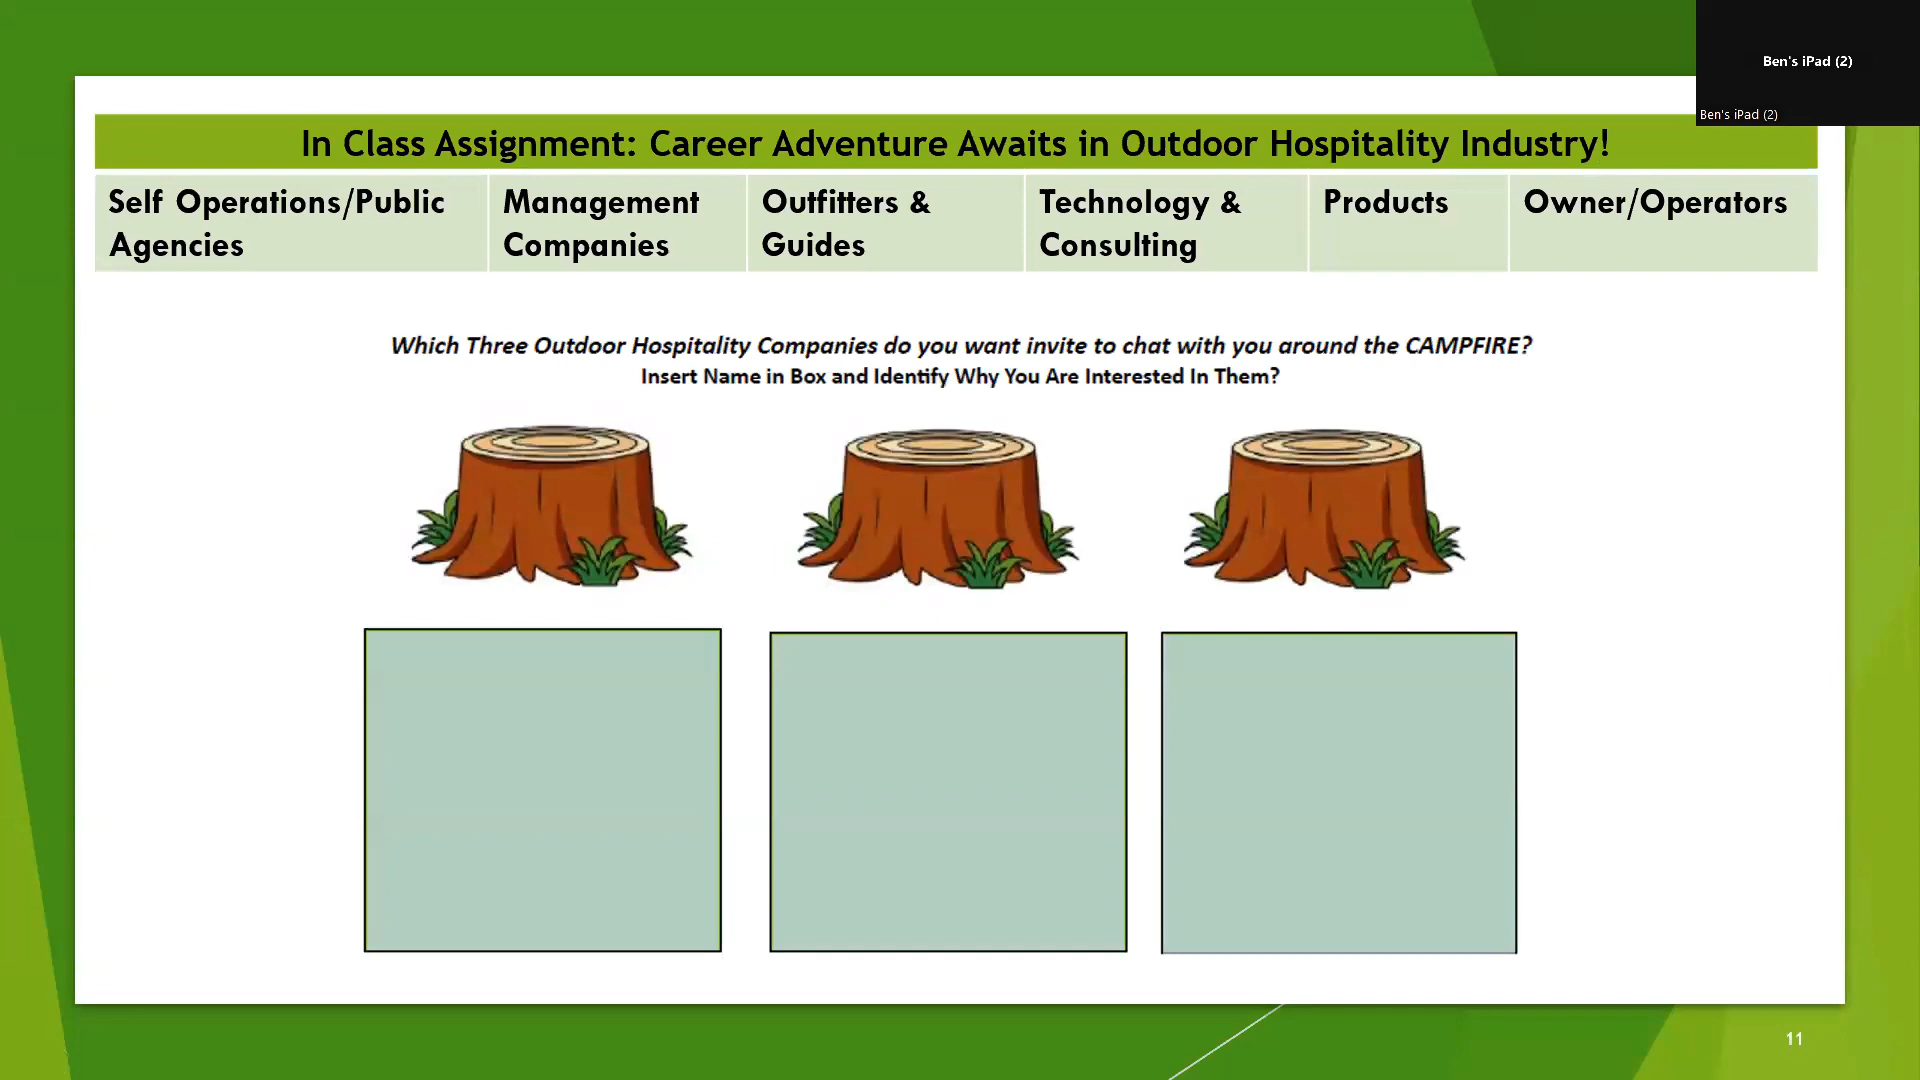 Ben's iPad (2)
Ben's iPad (2)
In Class Assignment: Career Adventure Awaits in Outdoor Hospitality Industry!
Self Operations/Public
Agencies
Management
Companies
Outfitters &
Guides
Technology &
Consulting
Products
Owner/Operators
Which Three Outdoor Hospitality Companies do you want invite to chat with you around the CAMPFIRE?
Insert Name in Box and Identify Why You Are Interested In Them?
11